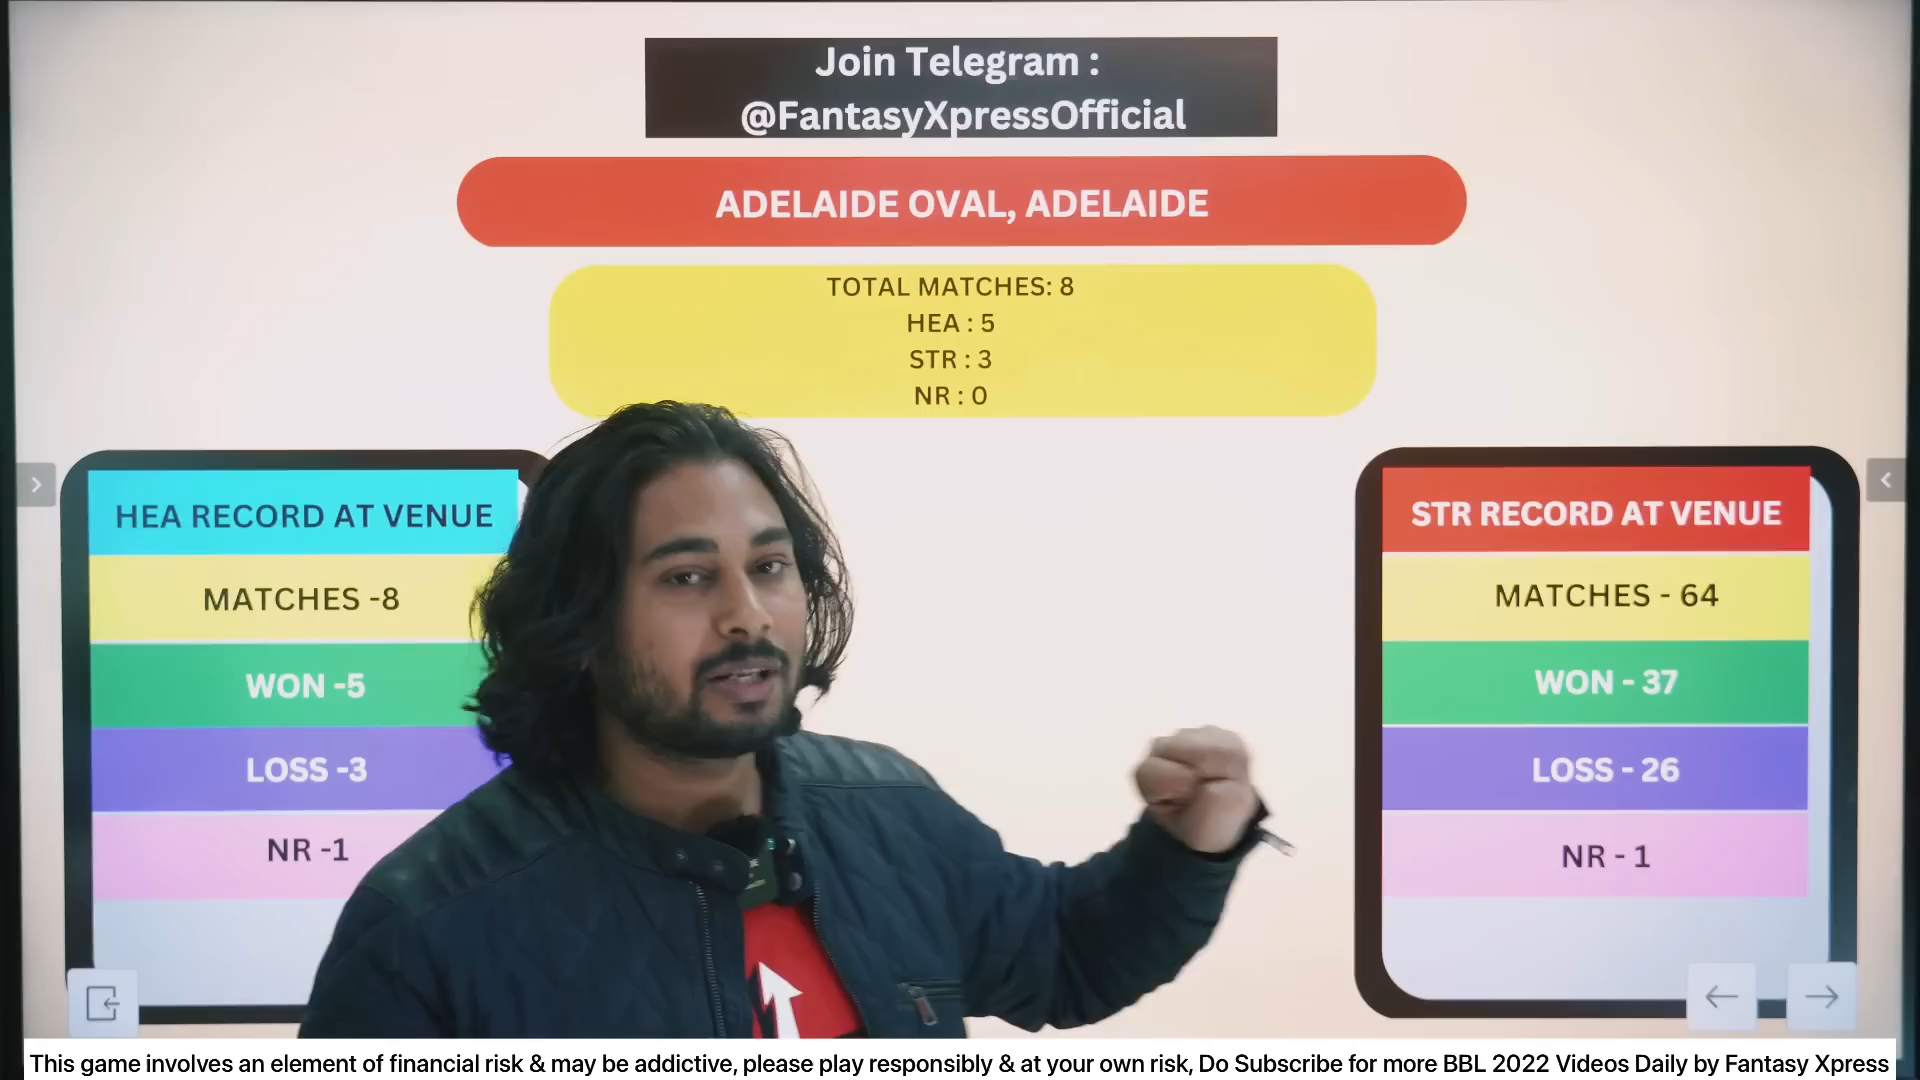 Join Telegram :
@FantasyXpressOfficial
ADELAIDE OVAL, ADELAIDE
TOTAL MATCHES: 8
HEA : 5
STR : 3
NR : 0
HEA RECORD AT VENUE
MATCHES -8
WON -5
LOSS -3
NR -1
STR RECORD AT VENUE
MATCHES - 64
WON - 37
LOSS - 26
NR - 1
This game involves an element of financial risk & may be addictive, please play responsibly & at your own risk, Do Subscribe for more BBL 2022 Videos Daily by Fantasy Xpress